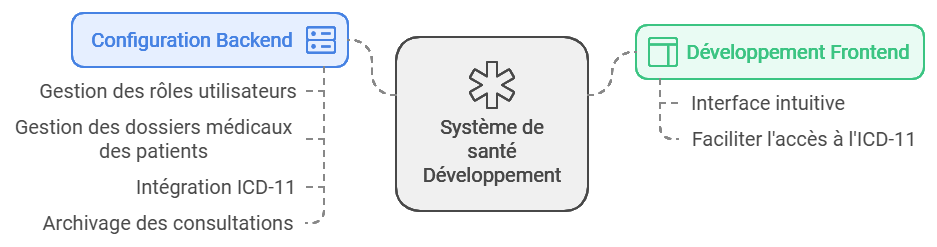 Configuration Backend
Gestion des rôles utilisateurs
Gestion des dossiers médicaux
des patients
Intégration ICD-11
Archivage des consultations
Système de
santé
Développement
Développement Frontend
Interface intuitive
Faciliter l'accès à l'ICD-11